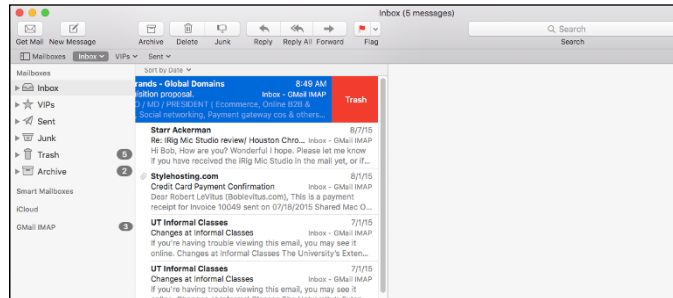 Inbox (5 messages)
Get Mail New Message Archive Delete Junk Reply Reply All Forward Flag Search
Search
Mailboxes Inbox VIPs Sent
Mailboxes
Inbox
VIPs
Sent
Junk
Trash 5
Archive 2
Smart Mailboxes
iCloud
GMail IMAP 3
Sort by Date
rands - Global Domains 8:49 AM
isition proposal. Inbox - GMail IMAP
/ MD / PRESIDENT ( Ecommerce, Online B2B &
Social networking, Payment gateway cos & others...
Trash
Starr Ackerman 8/7/15
Re: IRig Mic Studio review/ Houston Chro... Inbox - GMail IMAP
Hi Bob, How are you? Wonderful I hope. Please let me know
if you have received the iRig Mic Studio in the mail yet, or if...
Stylehosting.com 8/1/15
Credit Card Payment Confirmation Inbox - GMail IMAP
Dear Robert LeVitus (Boblevitus.com), This is a payment
receipt for Invoice 10049 sent on 07/18/2015 Shared Mac O...
UT Informal Classes 7/1/15
Changes at Informal Classes Inbox - GMail IMAP
If you're having trouble viewing this email, you may see it
online. Changes at Informal Classes The University's Exten...
UT Informal Classes 7/1/15
Changes at Informal Classes Inbox - GMail IMAP
If you're having trouble viewing this email, you may see it